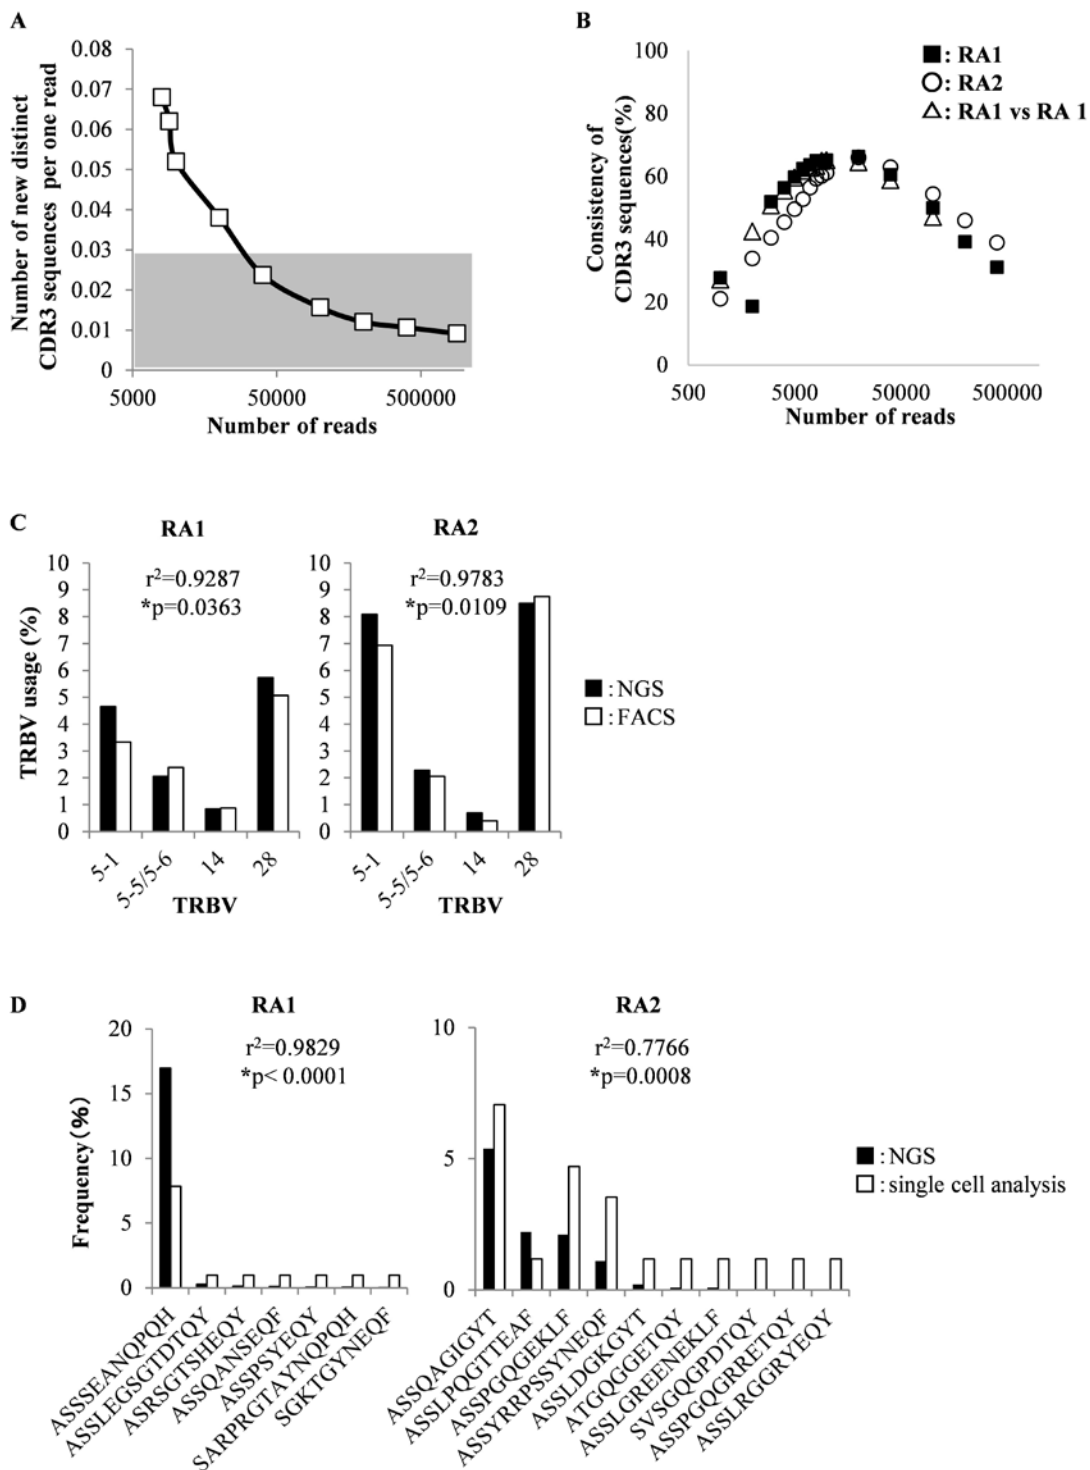 A
Number of new distinct
CDR3 sequences per one read
0.08
0.07
0.06
0.05
0.04
0.03
0.02
0.01
0
5000 50000 500000
Number of reads
B
Consistency of
CDR3 sequences(%)
100
80
60
40
20
0
500 5000 50000 500000
Number of reads
: RA1
: RA2
: RA1 vs RA 1
C
RA1
r²=0.9287
*p=0.0363
TRBV usage (%)
10
9
8
7
6
5
4
3
2
1
0
5-1
5-5/5-6
14
28
TRBV
RA2
r²=0.9783
*p=0.0109
10
9
8
7
6
5
4
3
2
1
0
5-1
5-5/5-6
14
28
TRBV
: NGS
: FACS
D
RA1
r²=0.9829
*p< 0.0001
Frequency (%)
20
15
10
5
0
ASSSEANQPQH
ASSLEGSGTDTQY
ASRSGTSHEQY
ASSQANSEQF
ASSPSYEQY
SARPRGTAYNQPQH
SGKTGYNEQF
RA2
r²=0.7766
*p=0.0008
10
5
0
ASSQAGIGYT
ASSLPQGTTEAF
ASSPGQGEKLF
ASSYRRPSSYNEQF
ASSLDGKGYT
ATGQGGETQY
ASSLGREENEKLF
SVSGQGPDTQY
ASSPGQGRRETQY
ASSLRGGRYEQY
: NGS
: single cell analysis